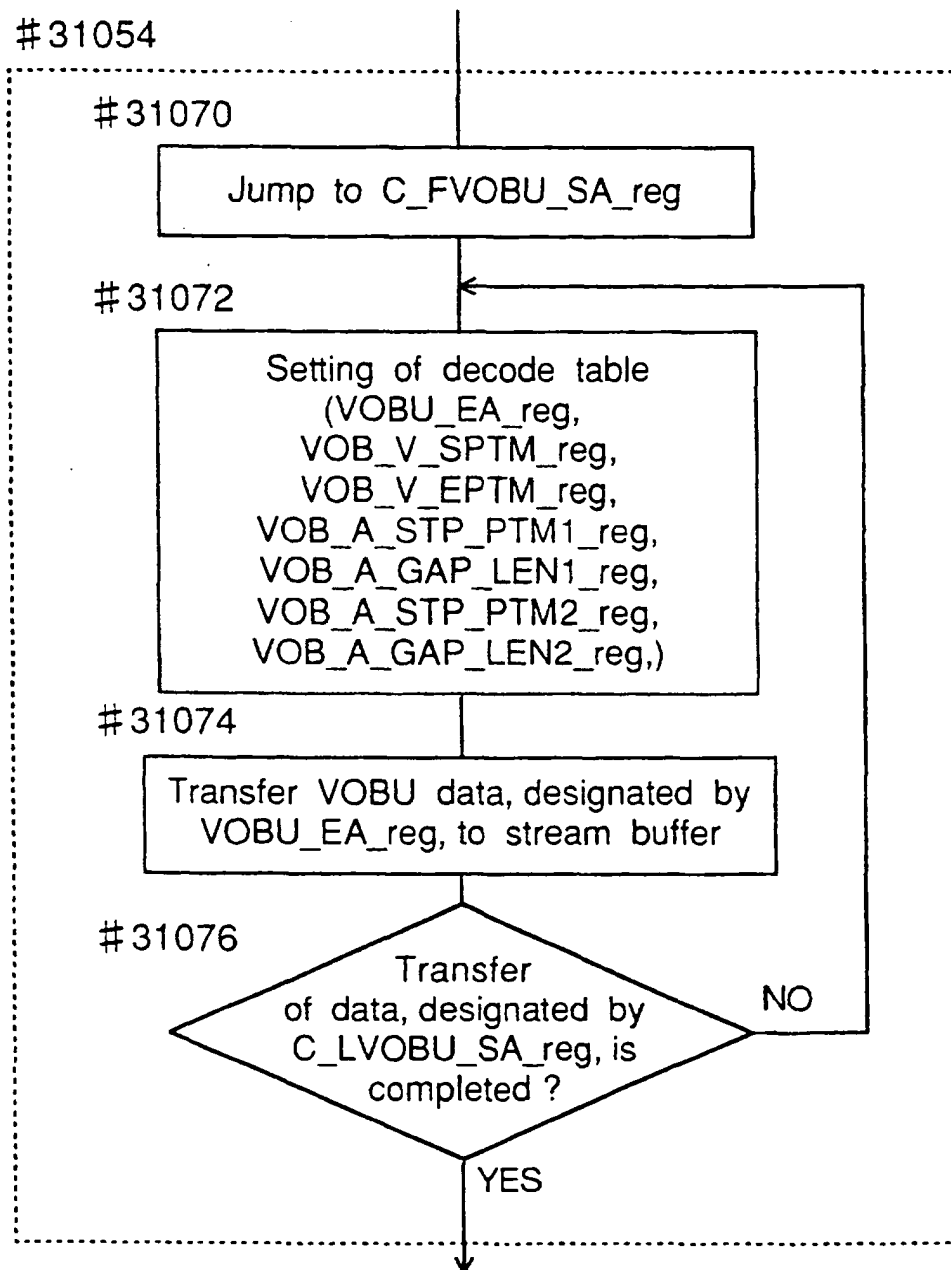 #31054
#31070
Jump to C_FVOBU_SA_reg
#31072
Setting of decode table
(VOBU_EA_reg,
VOB_V_SPTM_reg,
VOB_V_EPTM_reg,
VOB_A_STP_PTM1_reg,
VOB_A_GAP_LEN1_reg,
VOB_A_STP_PTM2_reg,
VOB_A_GAP_LEN2_reg,)
#31074
Transfer VOBU data, designated by
VOBU_EA_reg, to stream buffer
#31076
Transfer
of data, designated by
C_LVOBU_SA_reg, is
completed ?
NO
YES